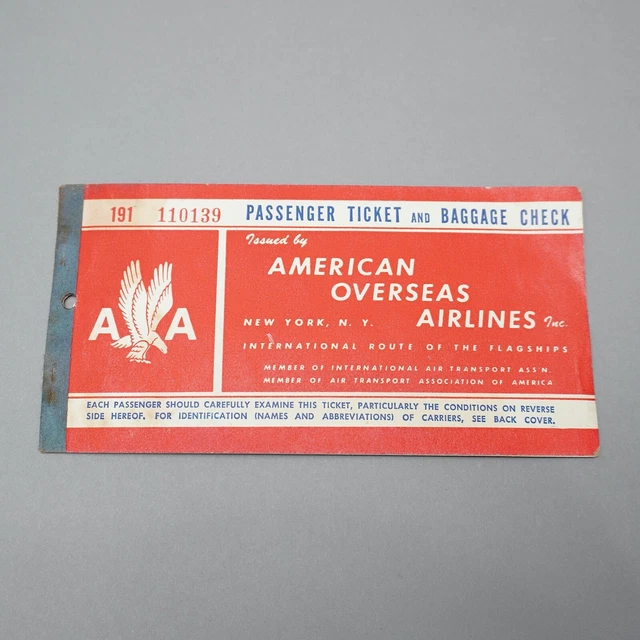 191 110139 PASSENGER TICKET AND BAGGAGE CHECK
Issued by
AMERICAN
OVERSEAS
AIRLINES Inc.
NEW YORK, N. Y.
INTERNATIONAL ROUTE OF THE FLAGSHIPS
MEMBER OF INTERNATIONAL AIR TRANSPORT ASS'N.
MEMBER OF AIR TRANSPORT ASSOCIATION OF AMERICA
A A
EACH PASSENGER SHOULD CAREFULLY EXAMINE THIS TICKET, PARTICULARLY THE CONDITIONS ON REVERSE
SIDE HEREOF. FOR IDENTIFICATION (NAMES AND ABBREVIATIONS) OF CARRIERS, SEE BACK COVER.